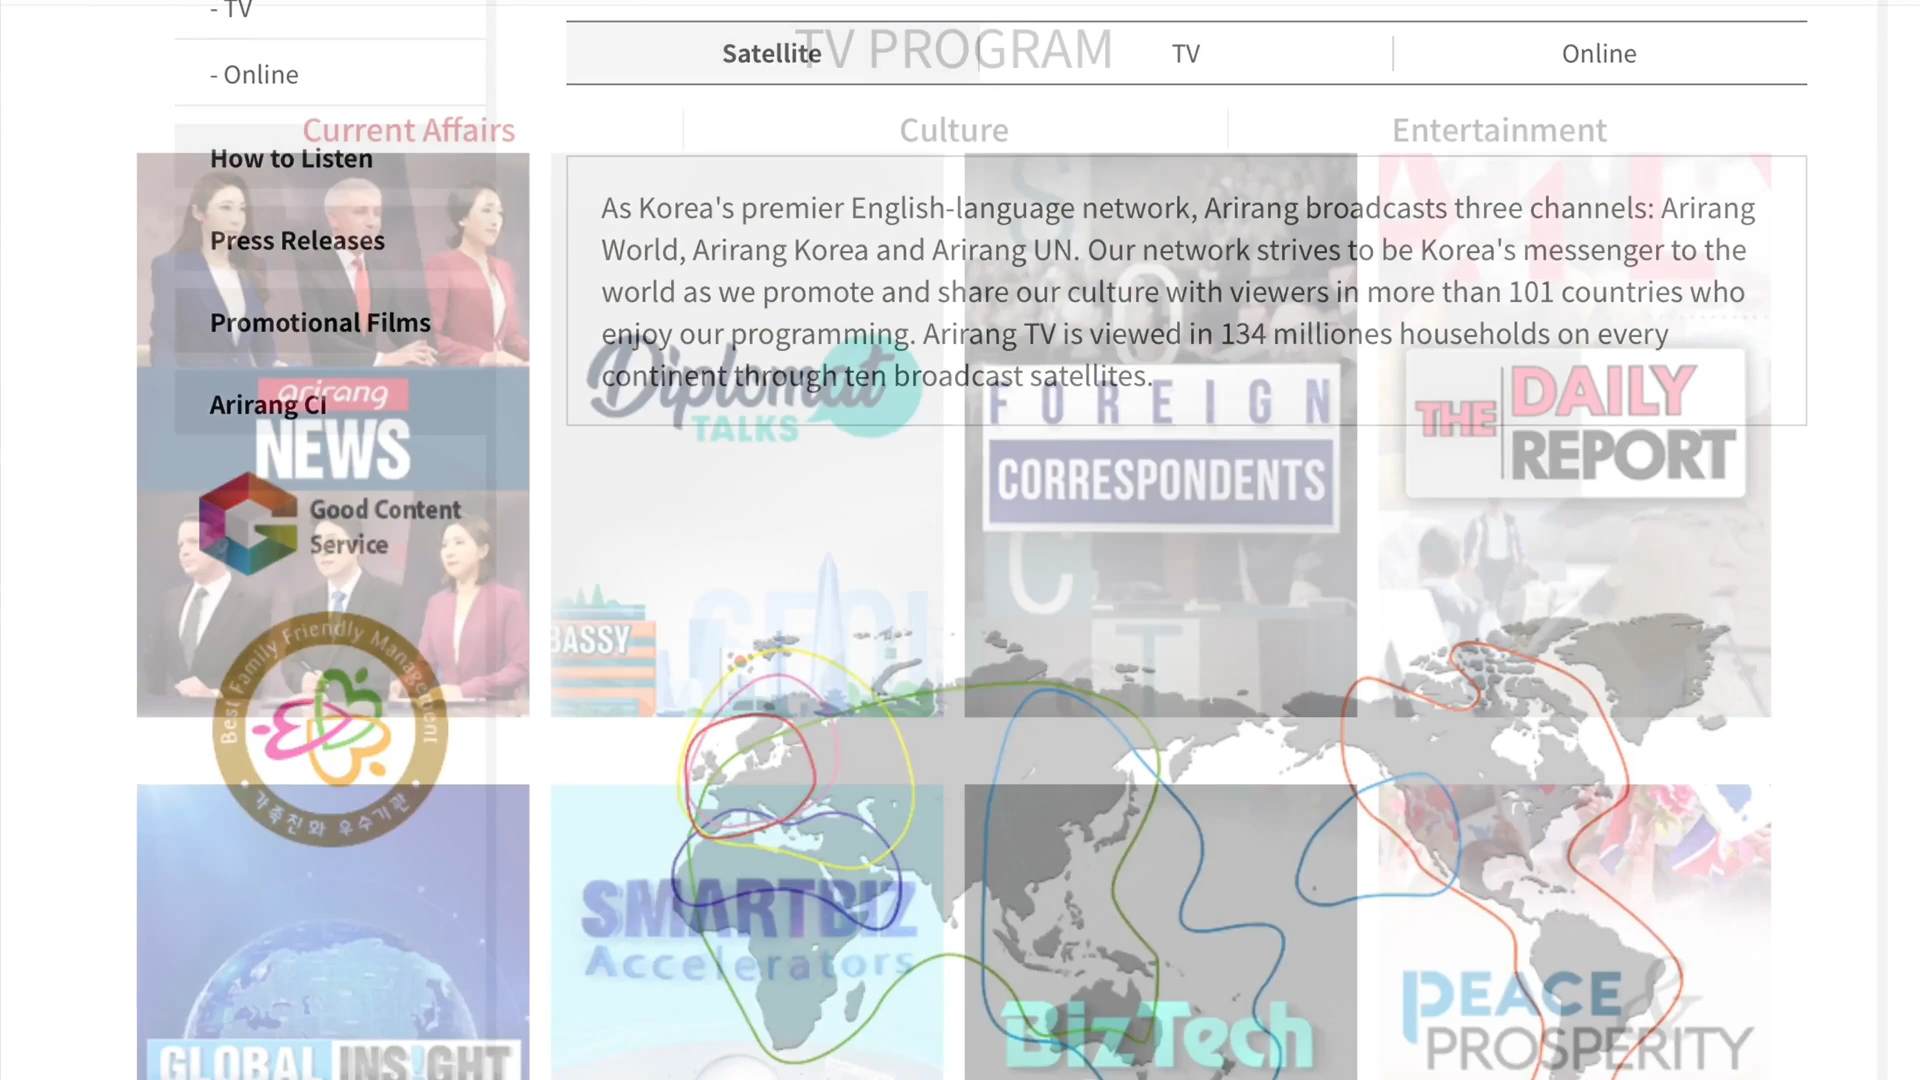 - TV
- Online
How to Listen
Press Releases
Promotional Films
Arirang CI
Good Content
Service
Best Family Friendly Management
가족친화 우수기관
TV PROGRAM
Satellite
TV
Online
Current Affairs
Culture
Entertainment
As Korea's premier English-language network, Arirang broadcasts three channels: Arirang
World, Arirang Korea and Arirang UN. Our network strives to be Korea's messenger to the
world as we promote and share our culture with viewers in more than 101 countries who
enjoy our programming. Arirang TV is viewed in 134 milliones households on every
continent through ten broadcast satellites.
arirang
NEWS
Diplomat
TALKS
BASSY
SEOUL
FOREIGN
CORRESPONDENTS
THE DAILY
REPORT
GLOBAL INS!GHT
SMARTBIZ
Accelerators
BizTech
PEACE &
PROSPERITY